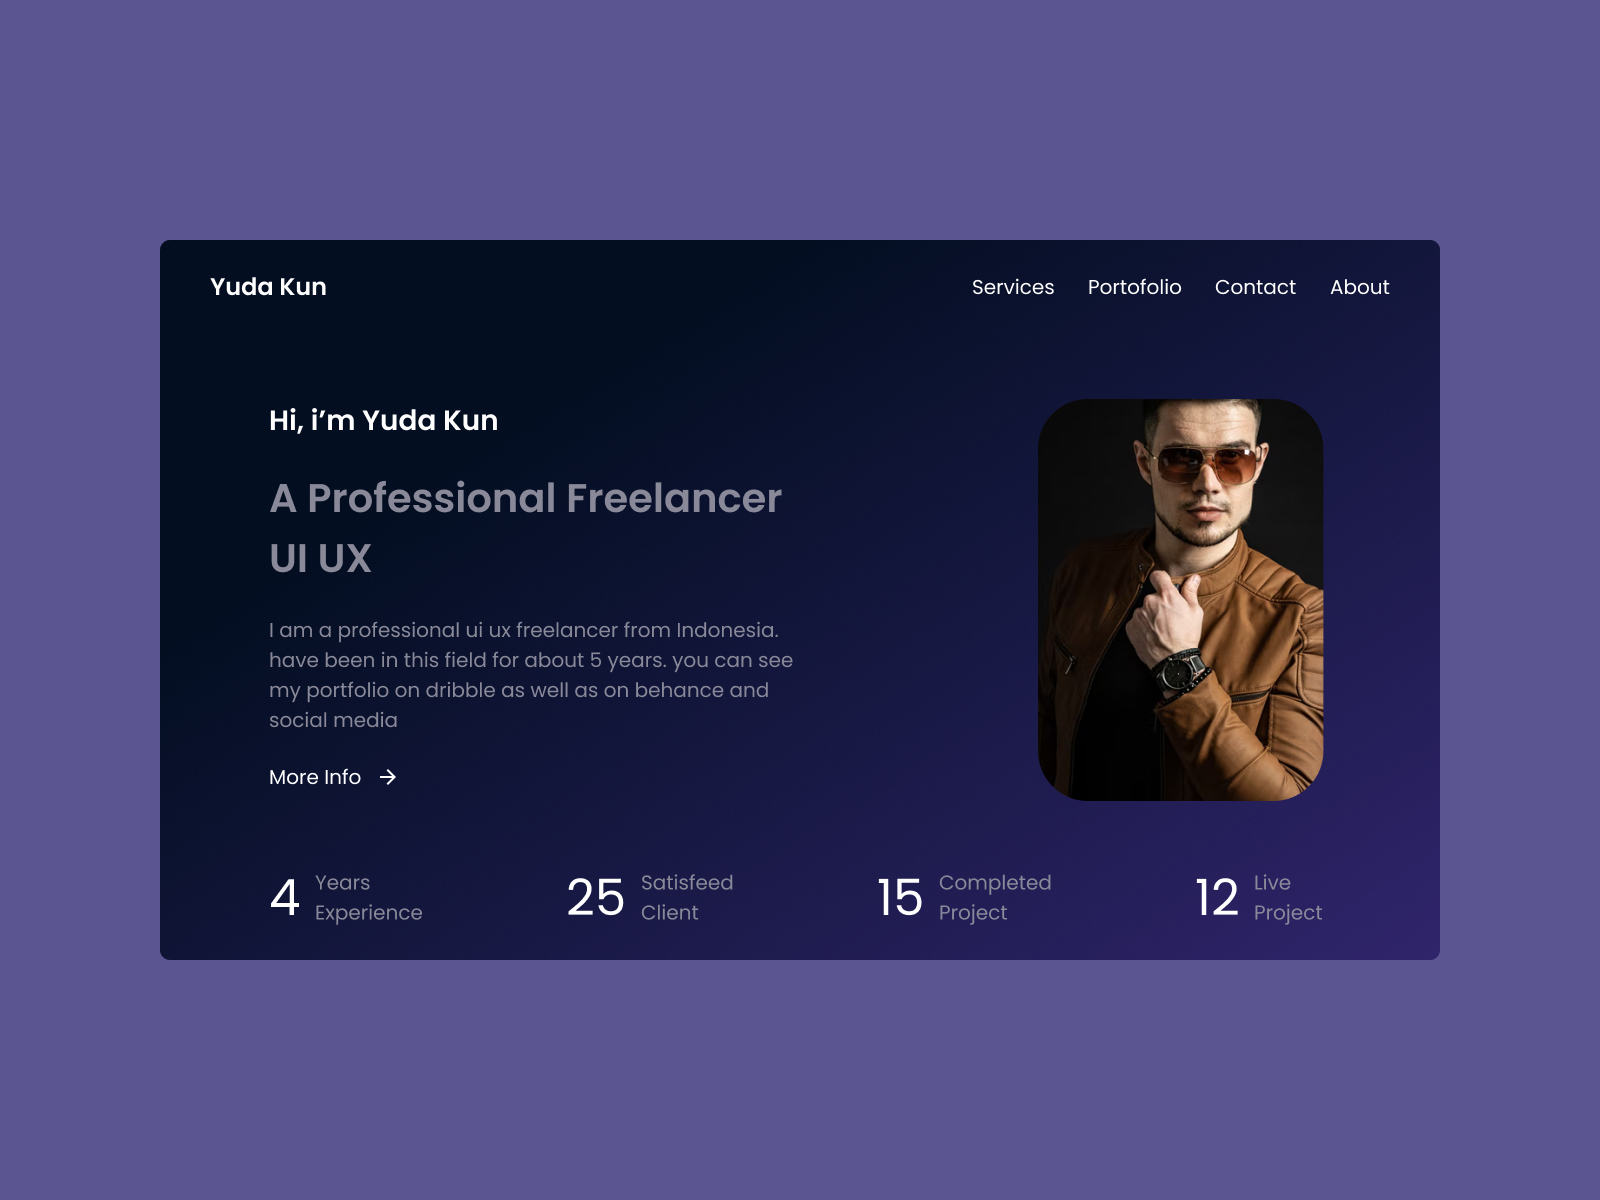 Yuda Kun
Services Portofolio Contact About
Hi, i’m Yuda Kun
A Professional Freelancer
UI UX
I am a professional ui ux freelancer from Indonesia.
have been in this field for about 5 years. you can see
my portfolio on dribble as well as on behance and
social media
More Info →
4 Years
Experience
25 Satisfeed
Client
15 Completed
Project
12 Live
Project